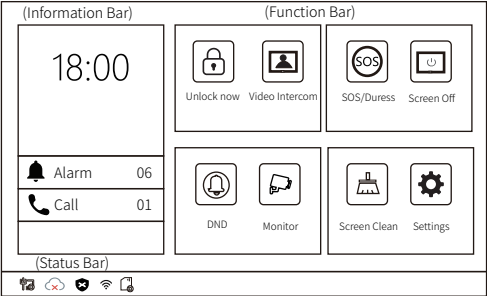 (Information Bar)
(Function Bar)
18:00
Unlock now
Video Intercom
SOS
SOS/Duress
Screen Off
Alarm 06
Call 01
DND
Monitor
Screen Clean
Settings
(Status Bar)